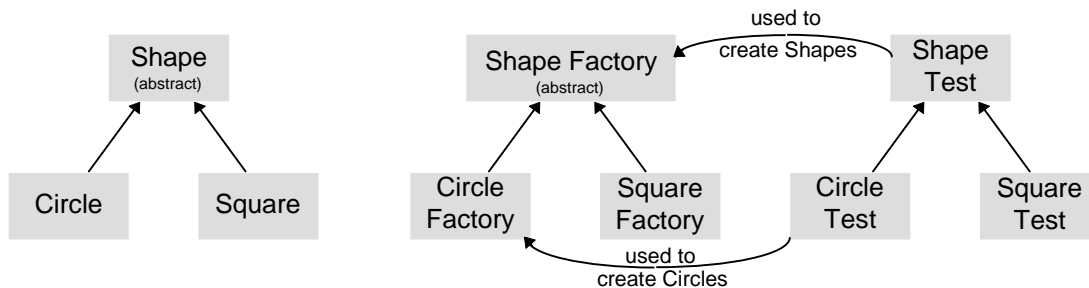 Shape
(abstract)
Circle
Square
used to
create Shapes
Shape Factory
(abstract)
Shape
Test
Circle
Factory
Square
Factory
Circle
Test
Square
Test
used to
create Circles